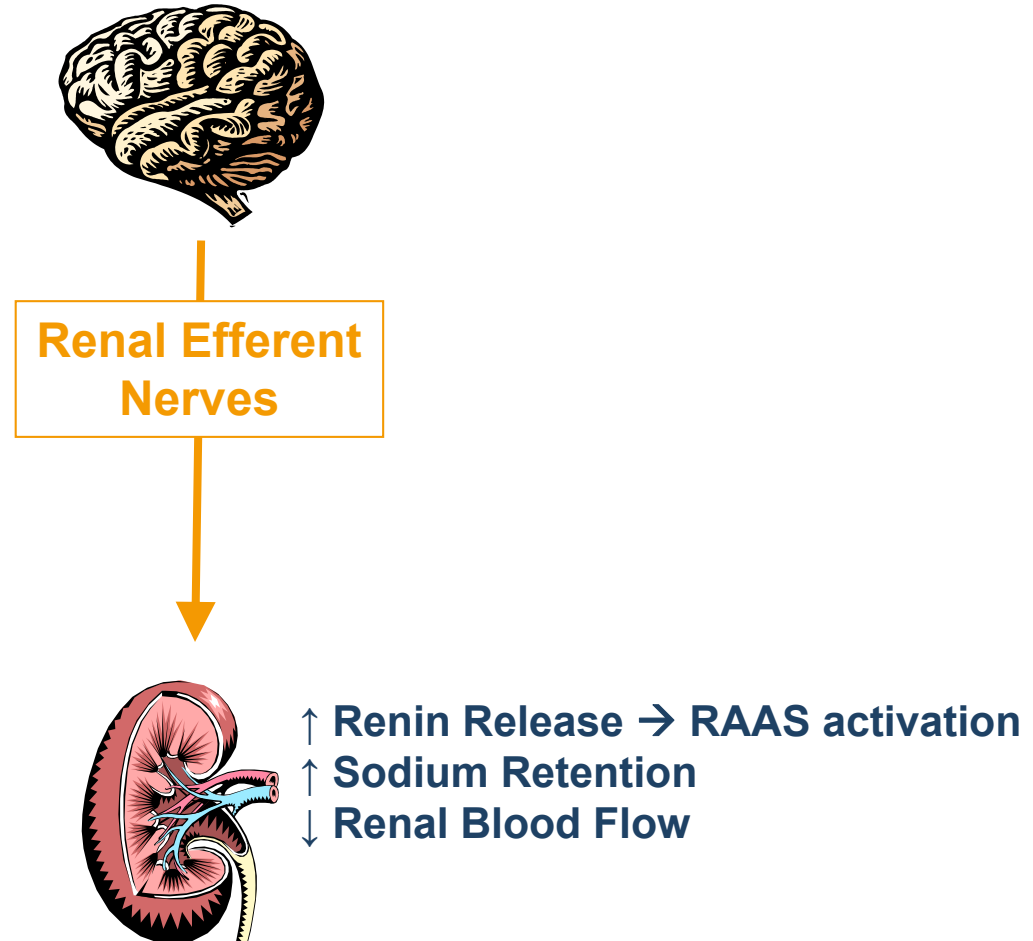 Renal Efferent
Nerves
↑ Renin Release → RAAS activation
↑ Sodium Retention
↓ Renal Blood Flow